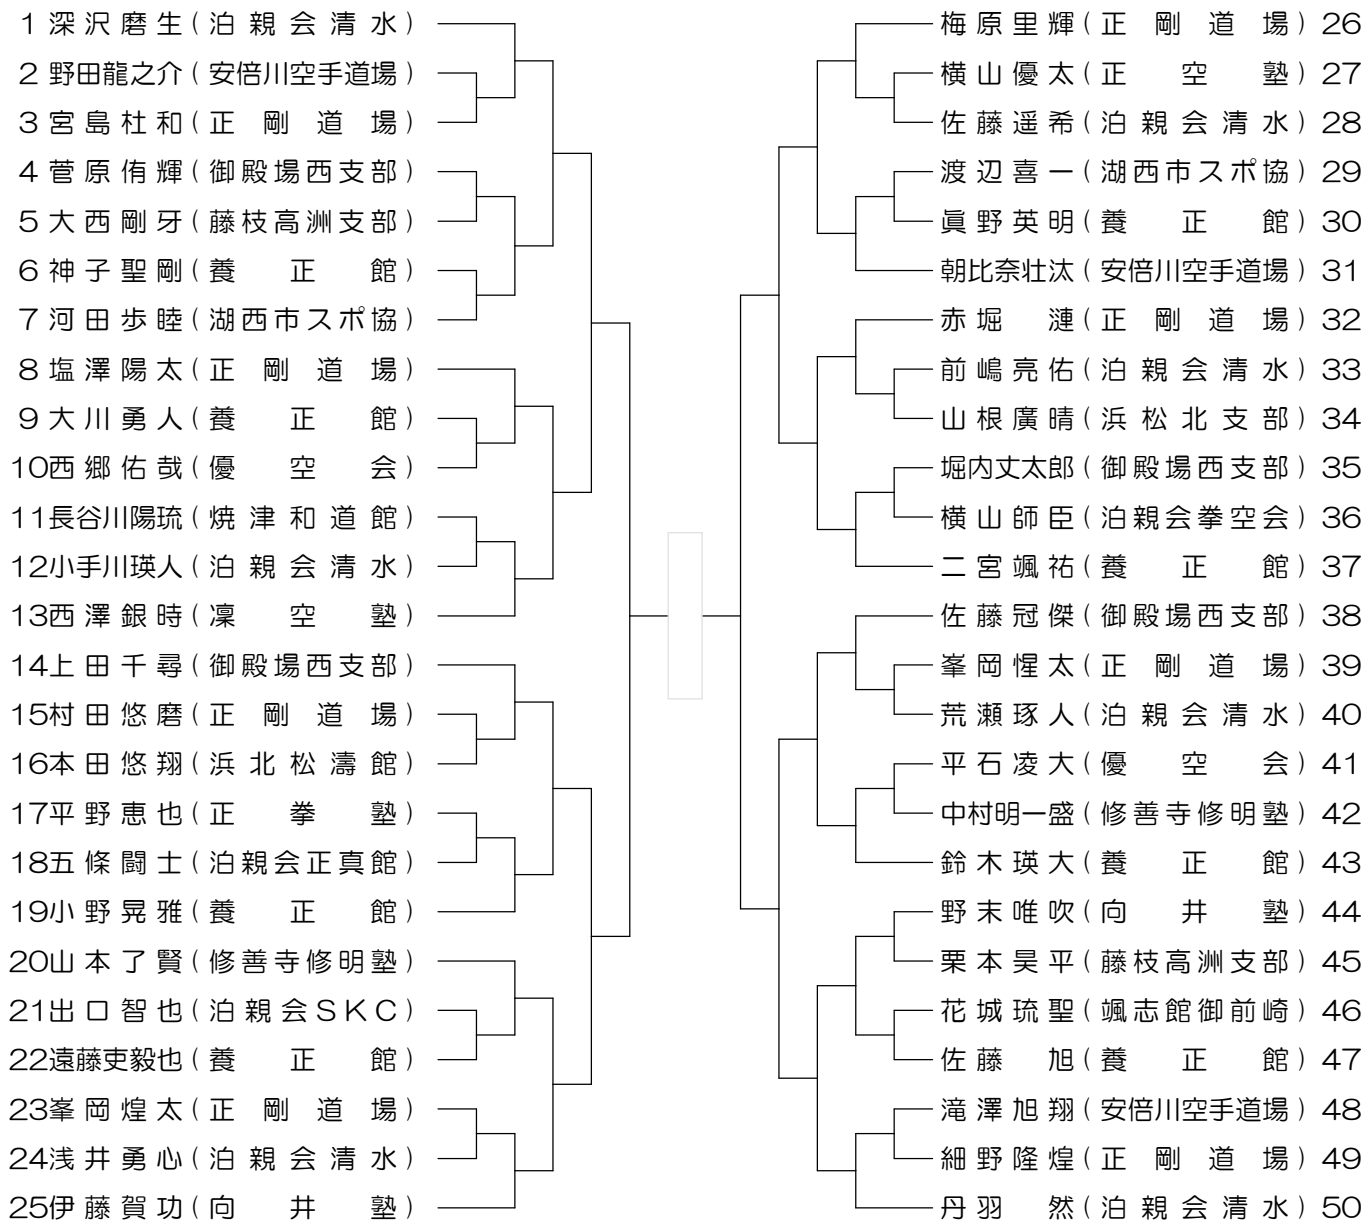 1 深沢磨生(泊親会清水)
2 野田龍之介(安倍川空手道場)
3 宮島杜和(正剛道場)
4 菅原侑輝(御殿場西支部)
5 大西剛牙(藤枝高洲支部)
6 神子聖剛(養正館)
7 河田歩睦(湖西市スポ協)
8 塩澤陽太(正剛道場)
9 大川勇人(養正館)
10西郷佑哉(優空会)
11長谷川陽琉(焼津和道館)
12小手川瑛人(泊親会清水)
13西澤銀時(凜空塾)
14上田千尋(御殿場西支部)
15村田悠磨(正剛道場)
16本田悠翔(浜北松濤館)
17平野恵也(正拳塾)
18五條闘士(泊親会正真館)
19小野晃雅(養正館)
20山本了賢(修善寺修明塾)
21出口智也(泊親会SKC)
22遠藤吏毅也(養正館)
23峯岡煌太(正剛道場)
24浅井勇心(泊親会清水)
25伊藤賀功(向井塾)
梅原里輝(正剛道場)26
横山優太(正空塾)27
佐藤遥希(泊親会清水)28
渡辺喜一(湖西市スポ協)29
眞野英明(養正館)30
朝比奈壮汰(安倍川空手道場)31
赤堀漣(正剛道場)32
前嶋亮佑(泊親会清水)33
山根廣晴(浜松北支部)34
堀内丈太郎(御殿場西支部)35
横山師臣(泊親会拳空会)36
二宮颯祐(養正館)37
佐藤冠傑(御殿場西支部)38
峯岡惺太(正剛道場)39
荒瀬琢人(泊親会清水)40
平石凌大(優空会)41
中村明一盛(修善寺修明塾)42
鈴木瑛大(養正館)43
野末唯吹(向井塾)44
栗本昊平(藤枝高洲支部)45
花城琉聖(颯志館御前崎)46
佐藤旭(養正館)47
滝澤旭翔(安倍川空手道場)48
細野隆煌(正剛道場)49
丹羽然(泊親会清水)50